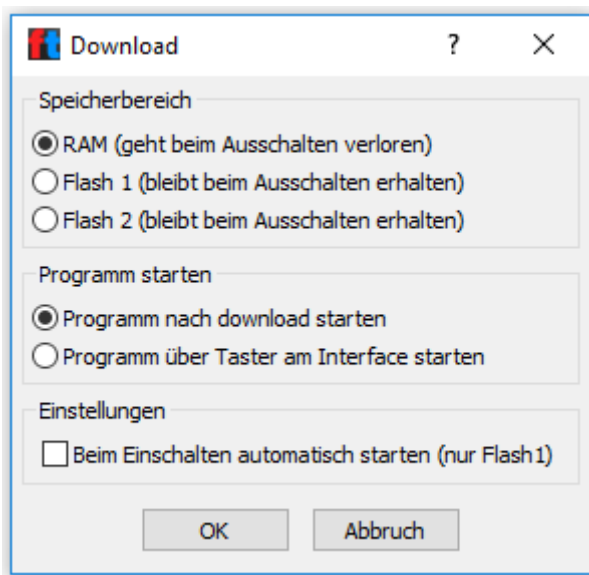 ft Download ?
Speicherbereich
RAM (geht beim Ausschalten verloren)
Flash 1 (bleibt beim Ausschalten erhalten)
Flash 2 (bleibt beim Ausschalten erhalten)
Programm starten
Programm nach download starten
Programm über Taster am Interface starten
Einstellungen
Beim Einschalten automatisch starten (nur Flash1)
OK Abbruch